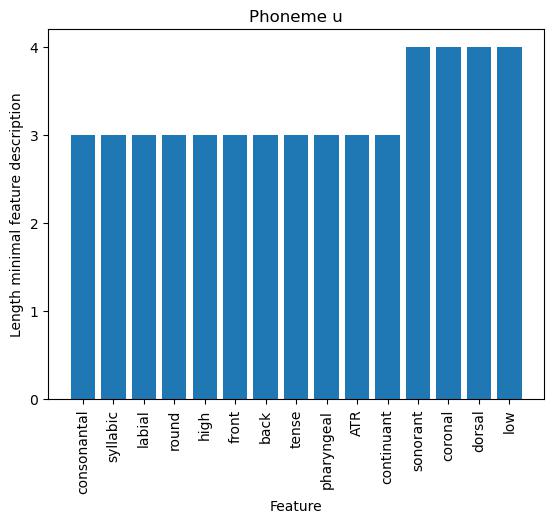 Phoneme u
Length minimal feature description
4
3
2
1
0
consonantal
syllabic
labial
round
high
front
back
tense
pharyngeal
ATR
continuant
sonorant
coronal
dorsal
low
Feature